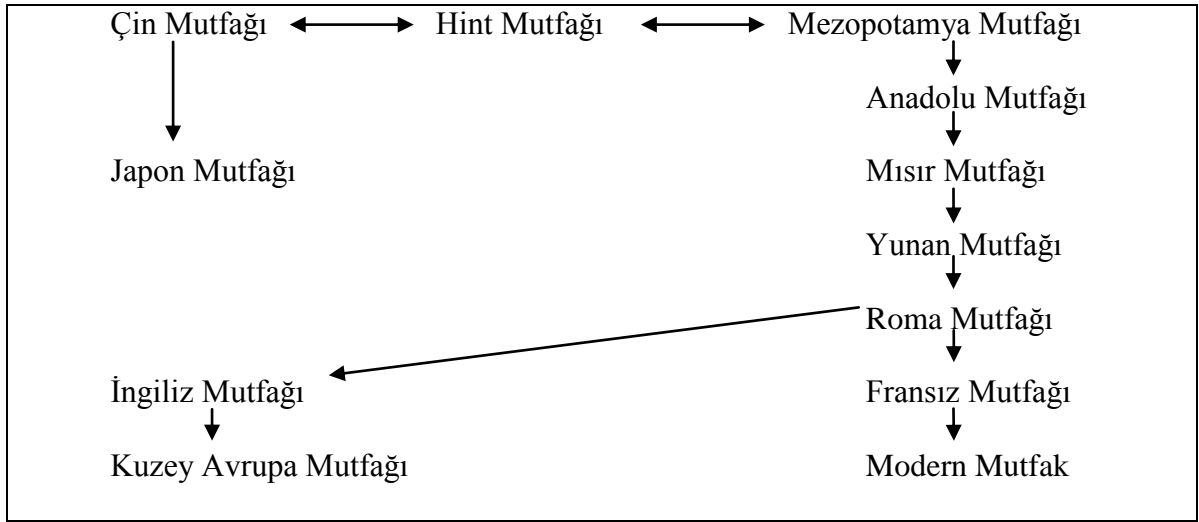 Çin Mutfağı Hint Mutfağı Mezopotamya Mutfağı
Anadolu Mutfağı
Japon Mutfağı Mısır Mutfağı
Yunan Mutfağı
Roma Mutfağı
İngiliz Mutfağı Fransız Mutfağı
Kuzey Avrupa Mutfağı Modern Mutfak